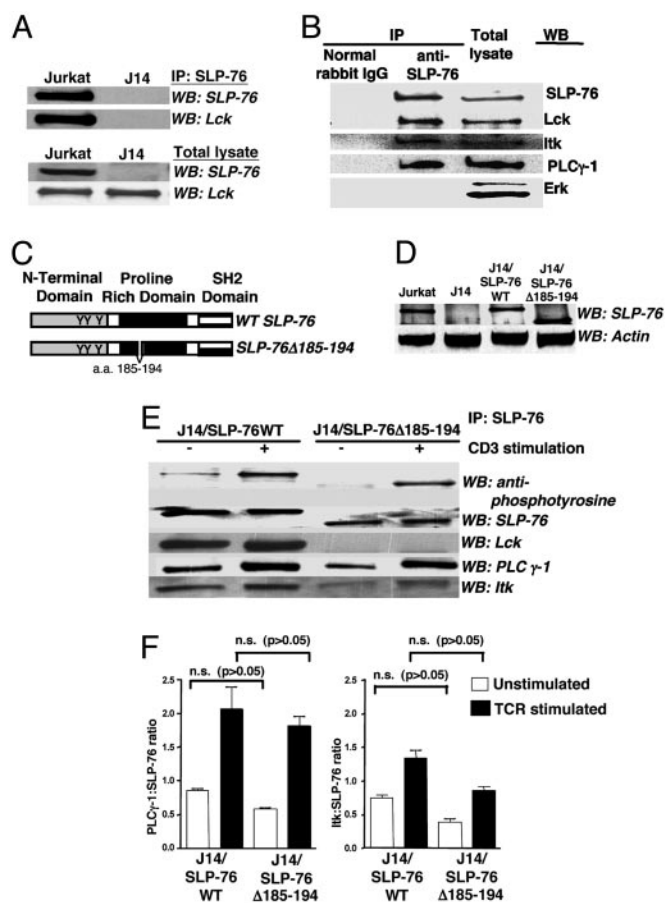 A
Jurkat J14 IP: SLP-76
WB: SLP-76
WB: Lck
Jurkat J14 Total lysate
WB: SLP-76
WB: Lck
B
IP Total WB
Normal anti- lysate
rabbit IgG SLP-76
SLP-76
Lck
Itk
PLCγ-1
Erk
C
N-Terminal Proline SH2
Domain Rich Domain Domain
YY Y WT SLP-76
YY Y SLP-76Δ185-194
a.a. 185-194
D
J14/ J14/
SLP-76 SLP-76
Jurkat J14 WT Δ185-194
WB: SLP-76
WB: Actin
E
IP: SLP-76
J14/SLP-76WT J14/SLP-76Δ185-194
- + - + CD3 stimulation
WB: anti-
phosphotyrosine
WB: SLP-76
WB: Lck
WB: PLC γ-1
WB: Itk
F
n.s. (p>0.05)
n.s. (p>0.05)
PLCγ-1:SLP-76 ratio
2.5
2.0
1.5
1.0
0.5
0.0
J14/ J14/
SLP-76 SLP-76
WT Δ185-194
n.s. (p>0.05)
n.s. (p>0.05)
Itk:SLP-76 ratio
2.5
2.0
1.5
1.0
0.5
0.0
J14/ J14/
SLP-76 SLP-76
WT Δ185-194
Unstimulated
TCR stimulated